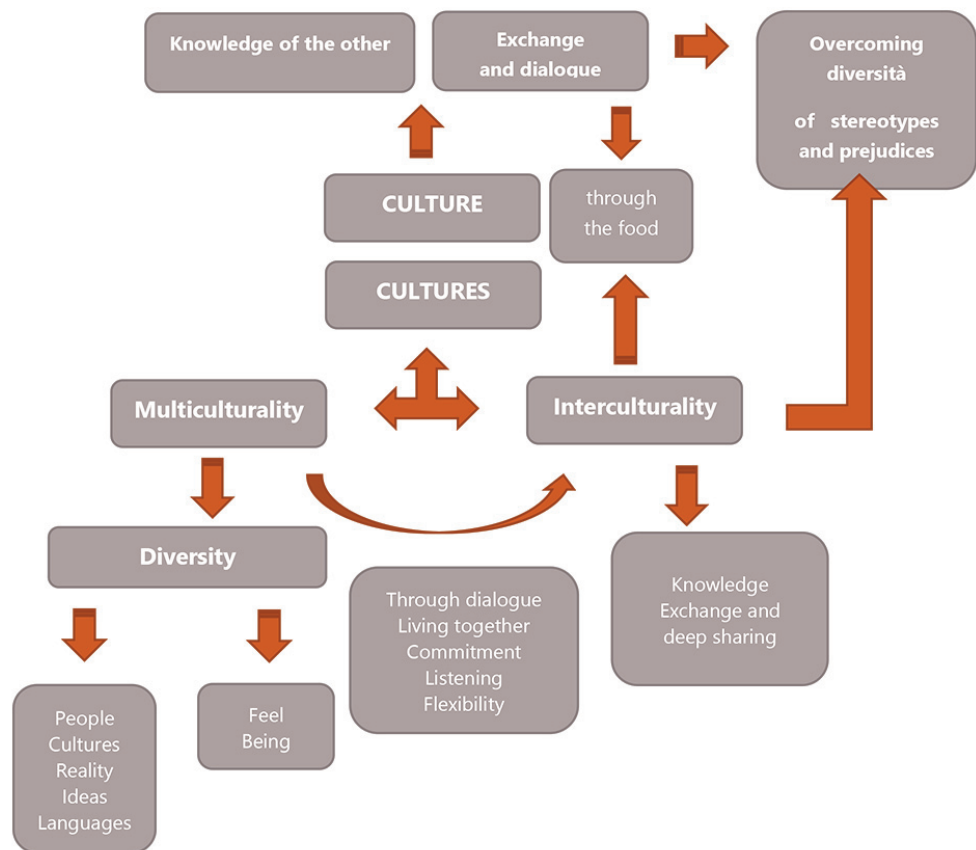 Knowledge of the other
Exchange
and dialogue
Overcoming
diversità
of stereotypes
and prejudices
CULTURE
through
the food
CULTURES
Multiculturality
Interculturality
Diversity
Through dialogue
Living together
Commitment
Listening
Flexibility
Knowledge
Exchange and
deep sharing
People
Cultures
Reality
Ideas
Languages
Feel
Being